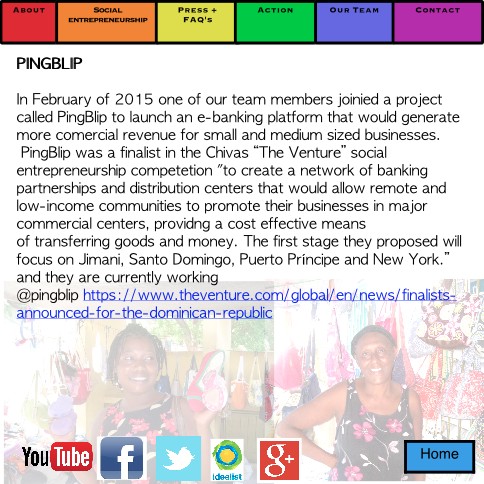 About
Social entrepreneurship
Press + FAQ's
Action
Our Team
Contact
PINGBLIP
In February of 2015 one of our team members joinied a project
called PingBlip to launch an e-banking platform that would generate
more comercial revenue for small and medium sized businesses.
PingBlip was a finalist in the Chivas “The Venture” social
entrepreneurship competetion "to create a network of banking
partnerships and distribution centers that would allow remote and
low-income communities to promote their businesses in major
commercial centers, providng a cost effective means
of transferring goods and money. The first stage they proposed will
focus on Jimani, Santo Domingo, Puerto Príncipe and New York.”
and they are currently working
@pingblip https://www.theventure.com/global/en/news/finalists-
announced-for-the-dominican-republic
YouTube
f
idealist
g+
Home